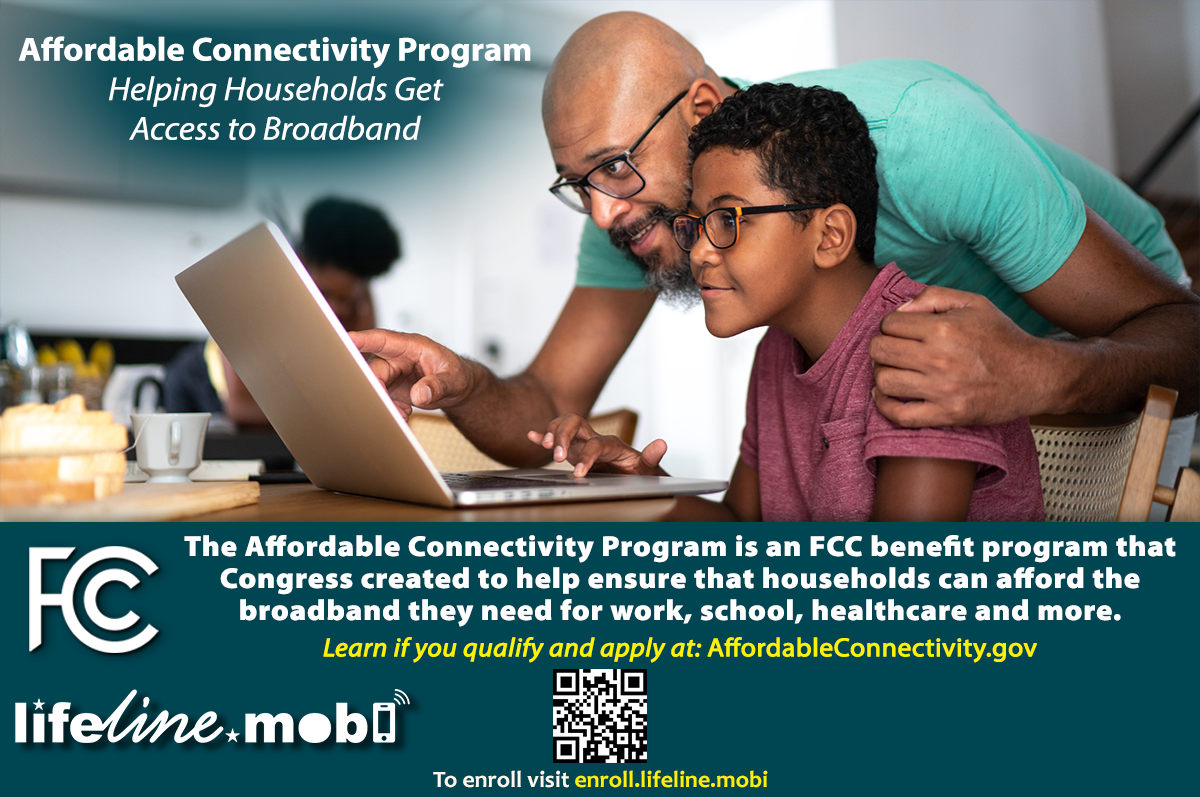 Affordable Connectivity Program
Helping Households Get
Access to Broadband
FCC
The Affordable Connectivity Program is an FCC benefit program that
Congress created to help ensure that households can afford the
broadband they need for work, school, healthcare and more.
Learn if you qualify and apply at: AffordableConnectivity.gov
lifeline.mobi
To enroll visit enroll.lifeline.mobi